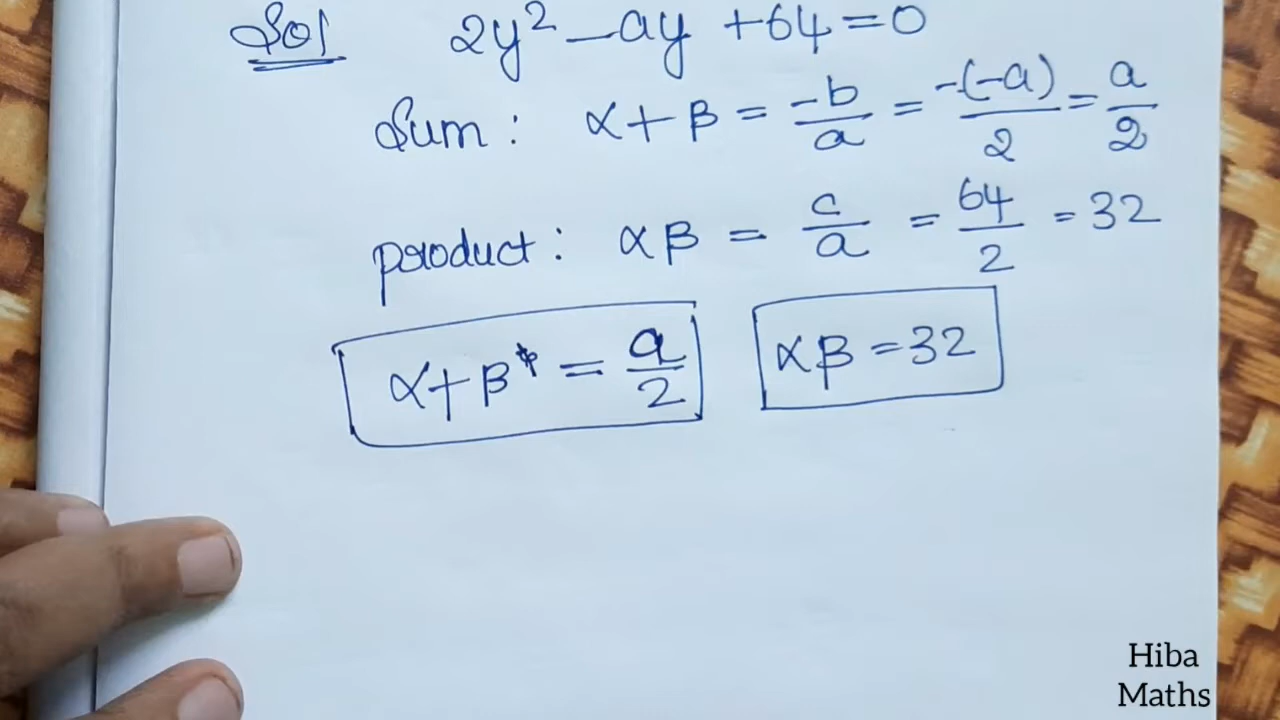 Sol 2y² - ay + 64 = 0
Sum : α + β = -b/a = -(-a)/2 = a/2
product : αβ = c/a = 64/2 = 32
α + β = a/2 αβ = 32
Hiba
Maths